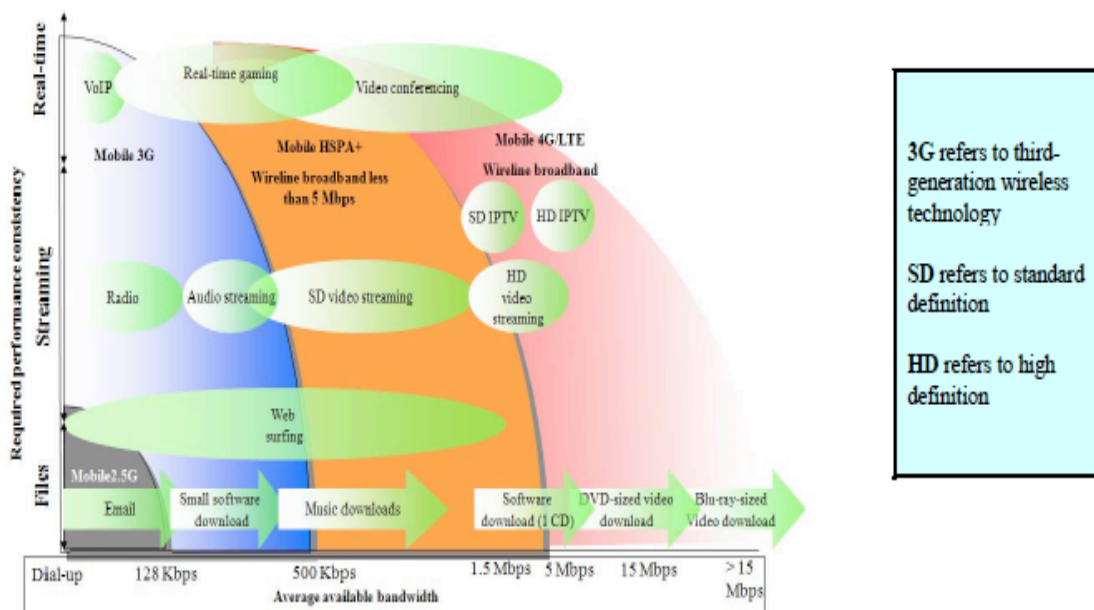 Required performance consistency
Real-time
Streaming
Files
VoIP
Real-time gaming
Video conferencing
Mobile 3G
Mobile HSPA+
Wireline broadband less
than 5 Mbps
Mobile 4G/LTE
Wireline broadband
SD IPTV
HD IPTV
Radio
Audio streaming
SD video streaming
HD
video
streaming
Web
surfing
Mobile2.5G
Email
Small software
download
Music downloads
Software
download (1 CD)
DVD-sized video
download
Blu-ray-sized
Video download
Dial-up
128 Kbps
500 Kbps
1.5 Mbps
5 Mbps
15 Mbps
> 15
Mbps
Average available bandwidth
3G refers to third-
generation wireless
technology
SD refers to standard
definition
HD refers to high
definition